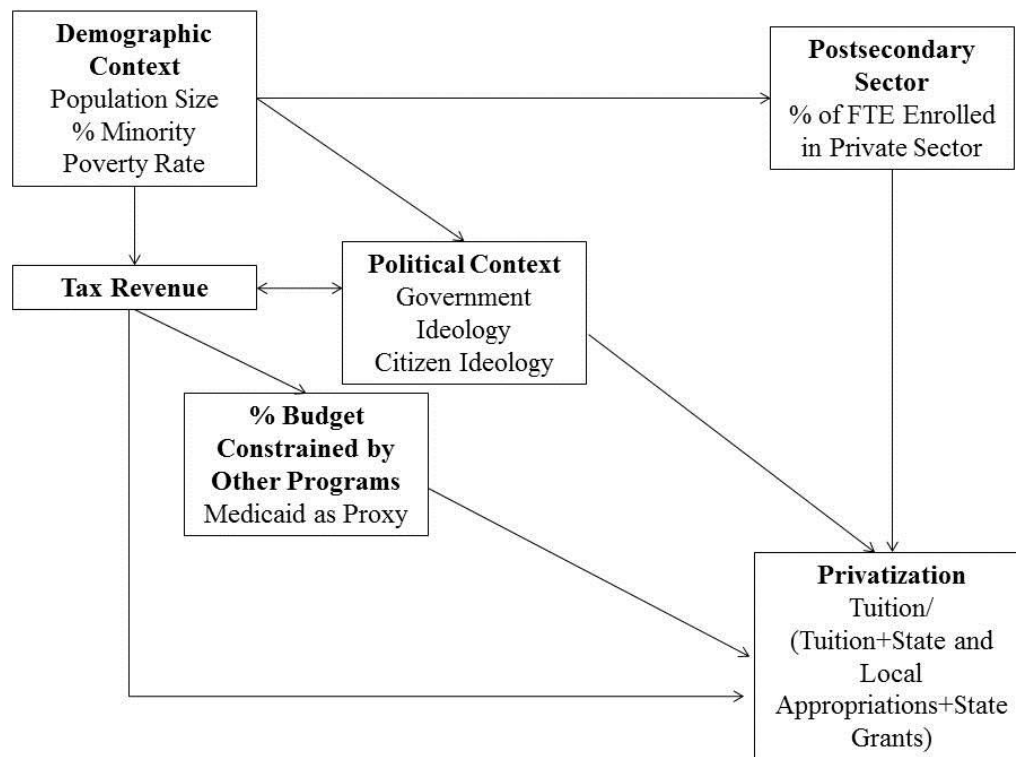 Demographic
Context
Population Size
% Minority
Poverty Rate
Postsecondary
Sector
% of FTE Enrolled
in Private Sector
Tax Revenue
Political Context
Government
Ideology
Citizen Ideology
% Budget
Constrained by
Other Programs
Medicaid as Proxy
Privatization
Tuition/
(Tuition+State and
Local
Appropriations+State
Grants)